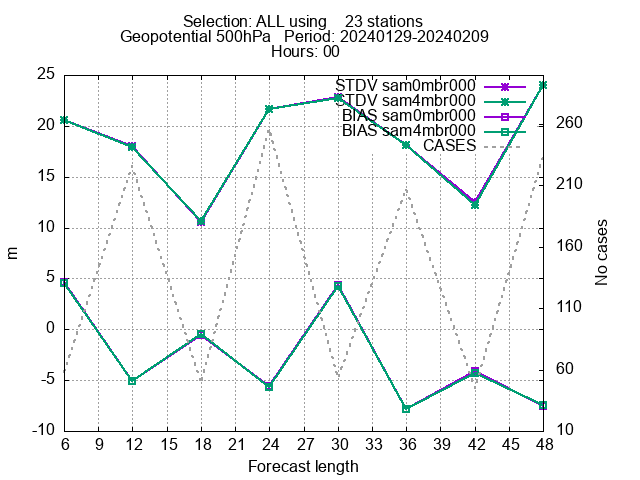 Selection: ALL using 23 stations
Geopotential 500hPa Period: 20240129-20240209
Hours: 00
STDV sam0mbr000
STDV sam4mbr000
BIAS sam0mbr000
BIAS sam4mbr000
CASES
25
20
15
10
5
0
-5
-10
m
260
210
160
110
60
10
No cases
6 9 12 15 18 21 24 27 30 33 36 39 42 45 48
Forecast length